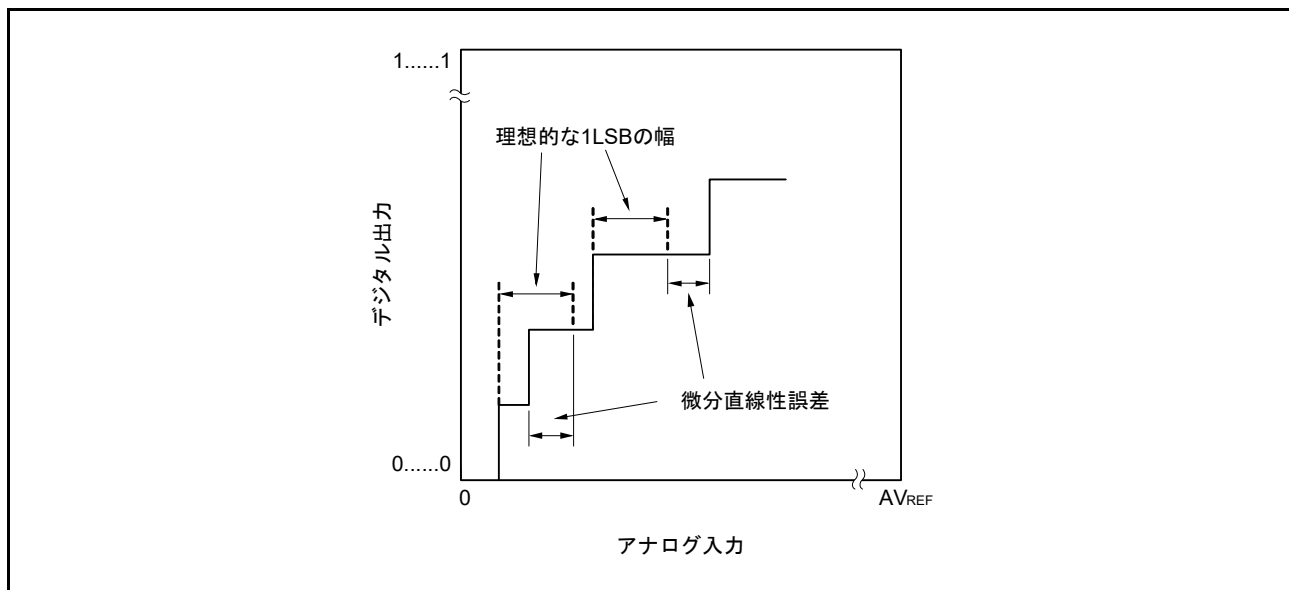 1......1
理想的な1LSBの幅
デジタル出力
微分直線性誤差
0......0
0
AVREF
アナログ入力